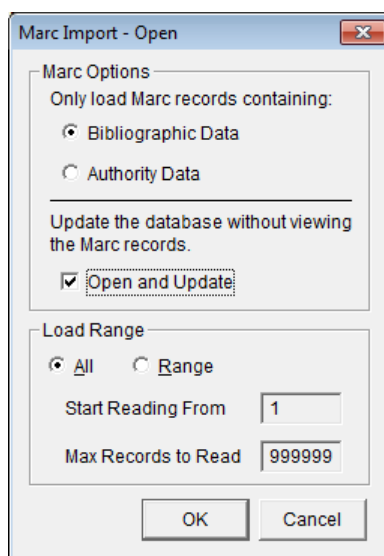 Marc Import - Open
Marc Options
Only load Marc records containing:
Bibliographic Data
Authority Data
Update the database without viewing
the Marc records.
Open and Update
Load Range
All Range
Start Reading From 1
Max Records to Read 999999
OK Cancel